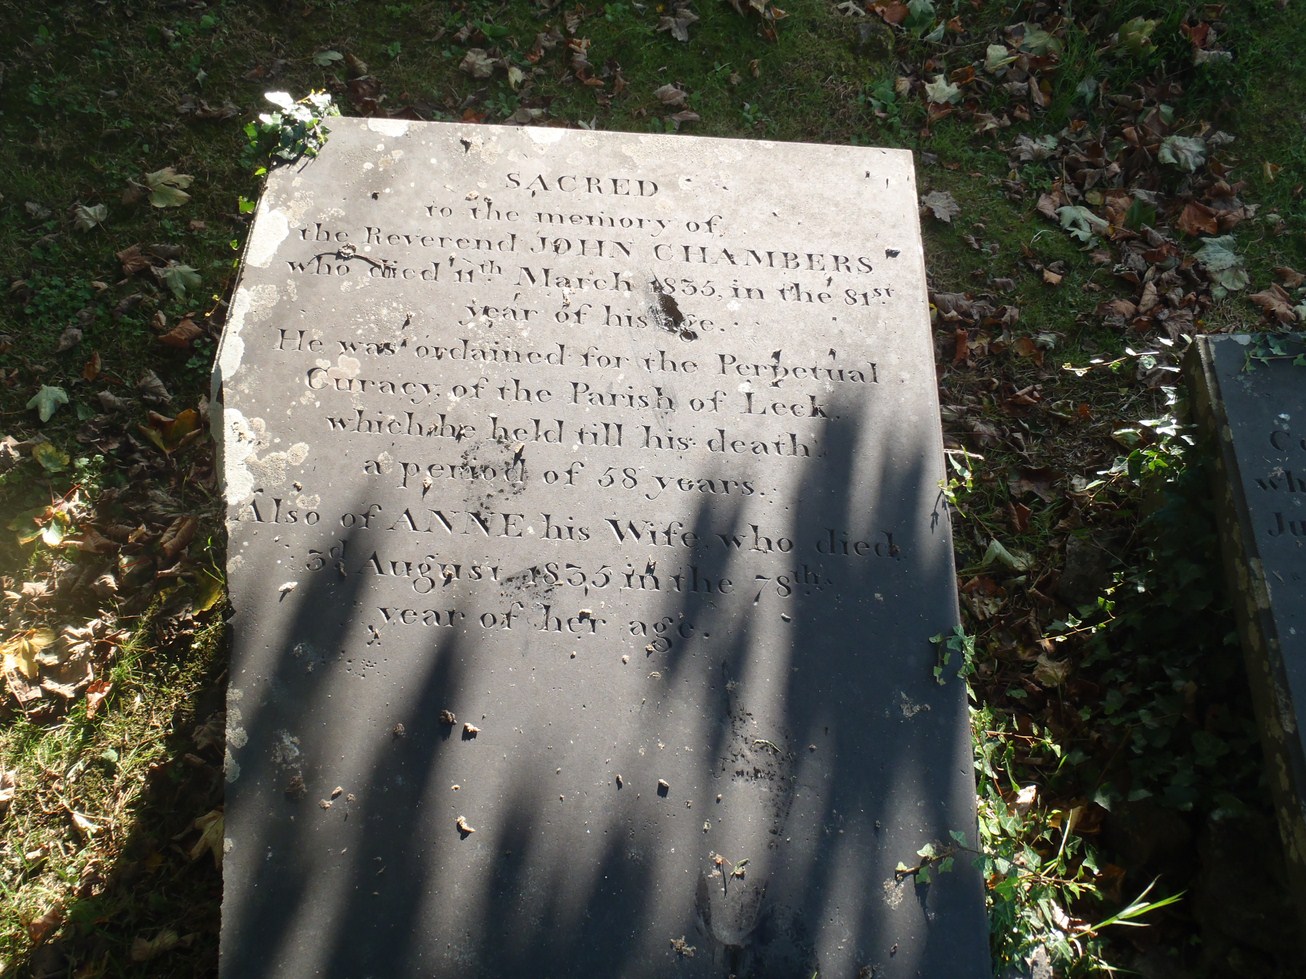 SACRED
to the memory of
the Reverend JOHN CHAMBERS
who died 11th March 1835, in the 81st
year of his age.
He was ordained for the Perpetual
Curacy of the Parish of Leck.
which he held till his death.
a period of 58 years.
Also of ANNE his Wife who died
3d August 1835 in the 78th
year of her age.